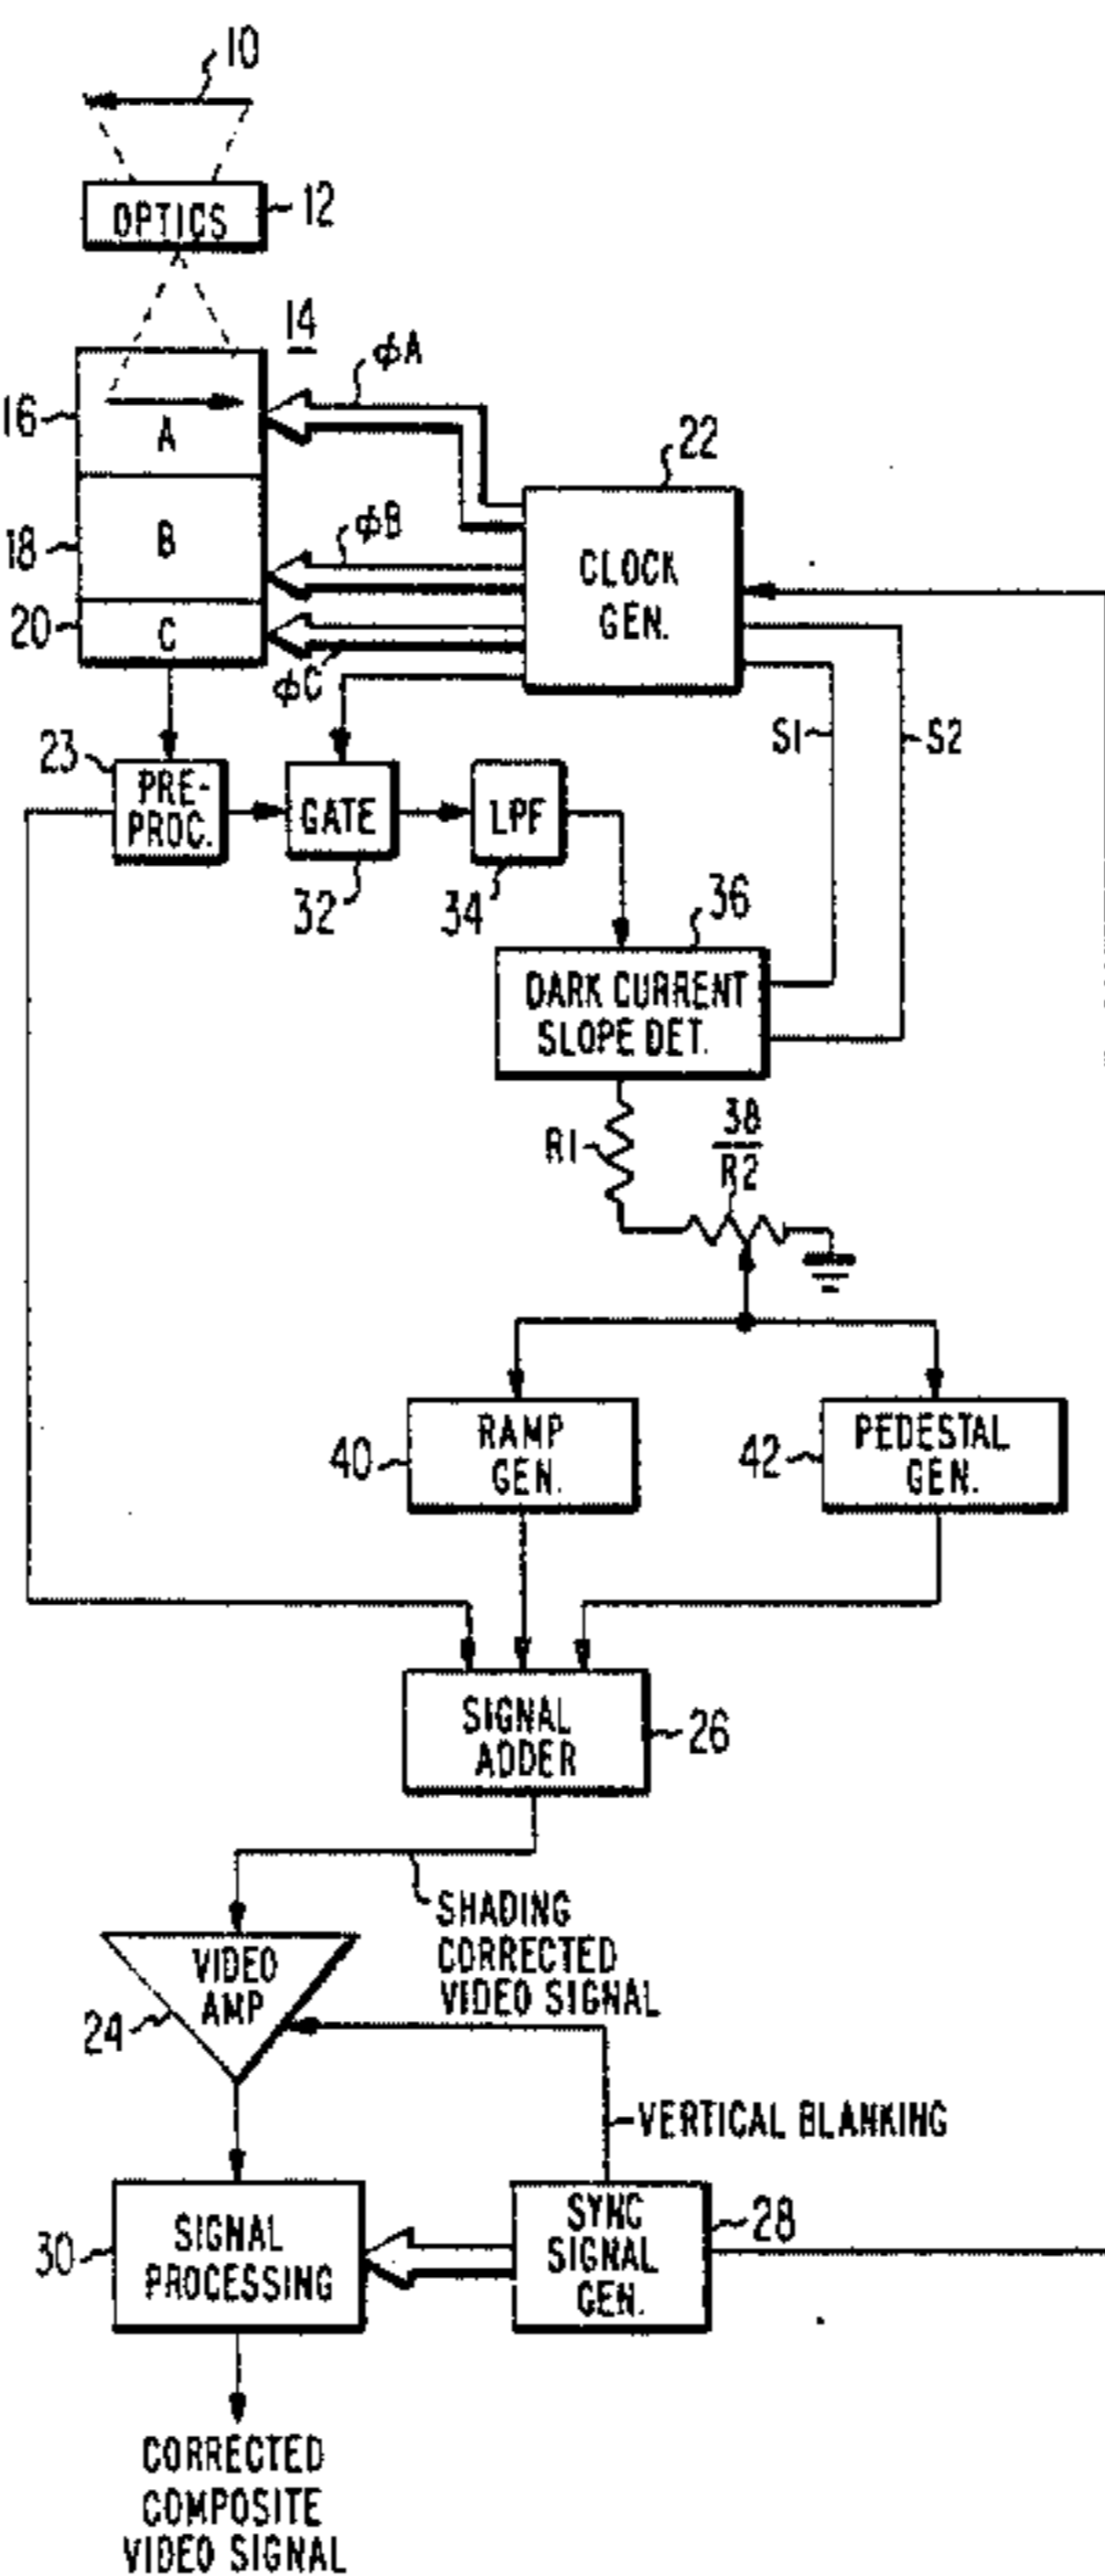 10
OPTICS
12
14
ϕA
16
A
22
18
B
ϕB
CLOCK
GEN.
20
C
ϕC
S1
S2
23
PRE-
PROC.
GATE
LPF
32
34
36
DARK CURRENT
SLOPE DET.
R1
38
R2
40
RAMP
GEN.
42
PEDESTAL
GEN.
SIGNAL
ADDER
26
SHADING
CORRECTED
VIDEO SIGNAL
VIDEO
AMP
24
VERTICAL BLANKING
30
SIGNAL
PROCESSING
SYNC
SIGNAL
GEN.
28
CORRECTED
COMPOSITE
VIDEO SIGNAL